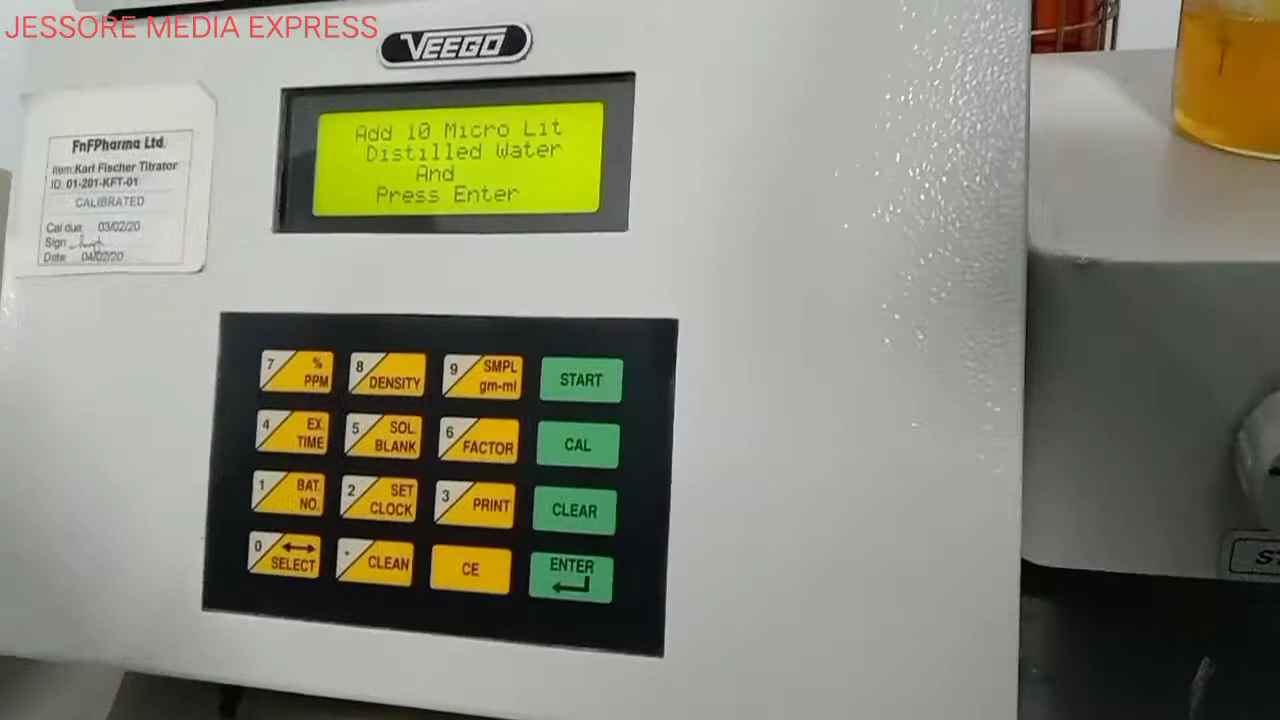 JESSORE MEDIA EXPRESS
VEEGO
Add 10 Micro Lit
Distilled Water
And
Press Enter
FnFPharma Ltd.
Item:Karl Fischer Titrator
ID: 01-201-KFT-01
CALIBRATED
Cal due 03/02/20
Sign
Date 04/02/20
7 % PPM
8 DENSITY
9 SMPL gm-ml
START
4 EX. TIME
5 SOL. BLANK
6 FACTOR
CAL
1 BAT. NO.
2 SET CLOCK
3 PRINT
CLEAR
0 SELECT
. CLEAN
CE
ENTER